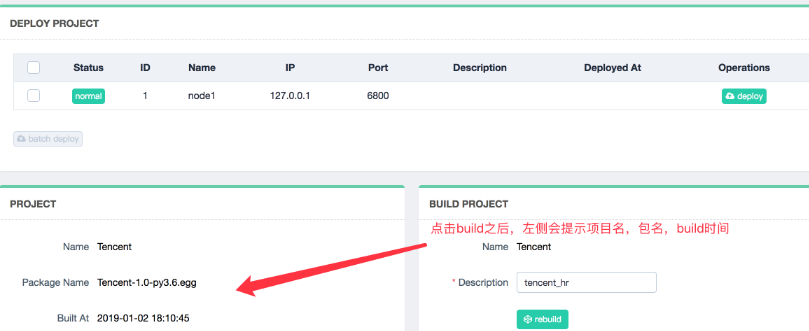 DEPLOY PROJECT
Status ID Name IP Port Description Deployed At Operations
normal 1 node1 127.0.0.1 6800 deploy
batch deploy
PROJECT
Name Tencent
Package Name Tencent-1.0-py3.6.egg
Built At 2019-01-02 18:10:45
BUILD PROJECT
点击build之后，左侧会提示项目名，包名，build时间
Name Tencent
* Description tencent_hr
rebuild